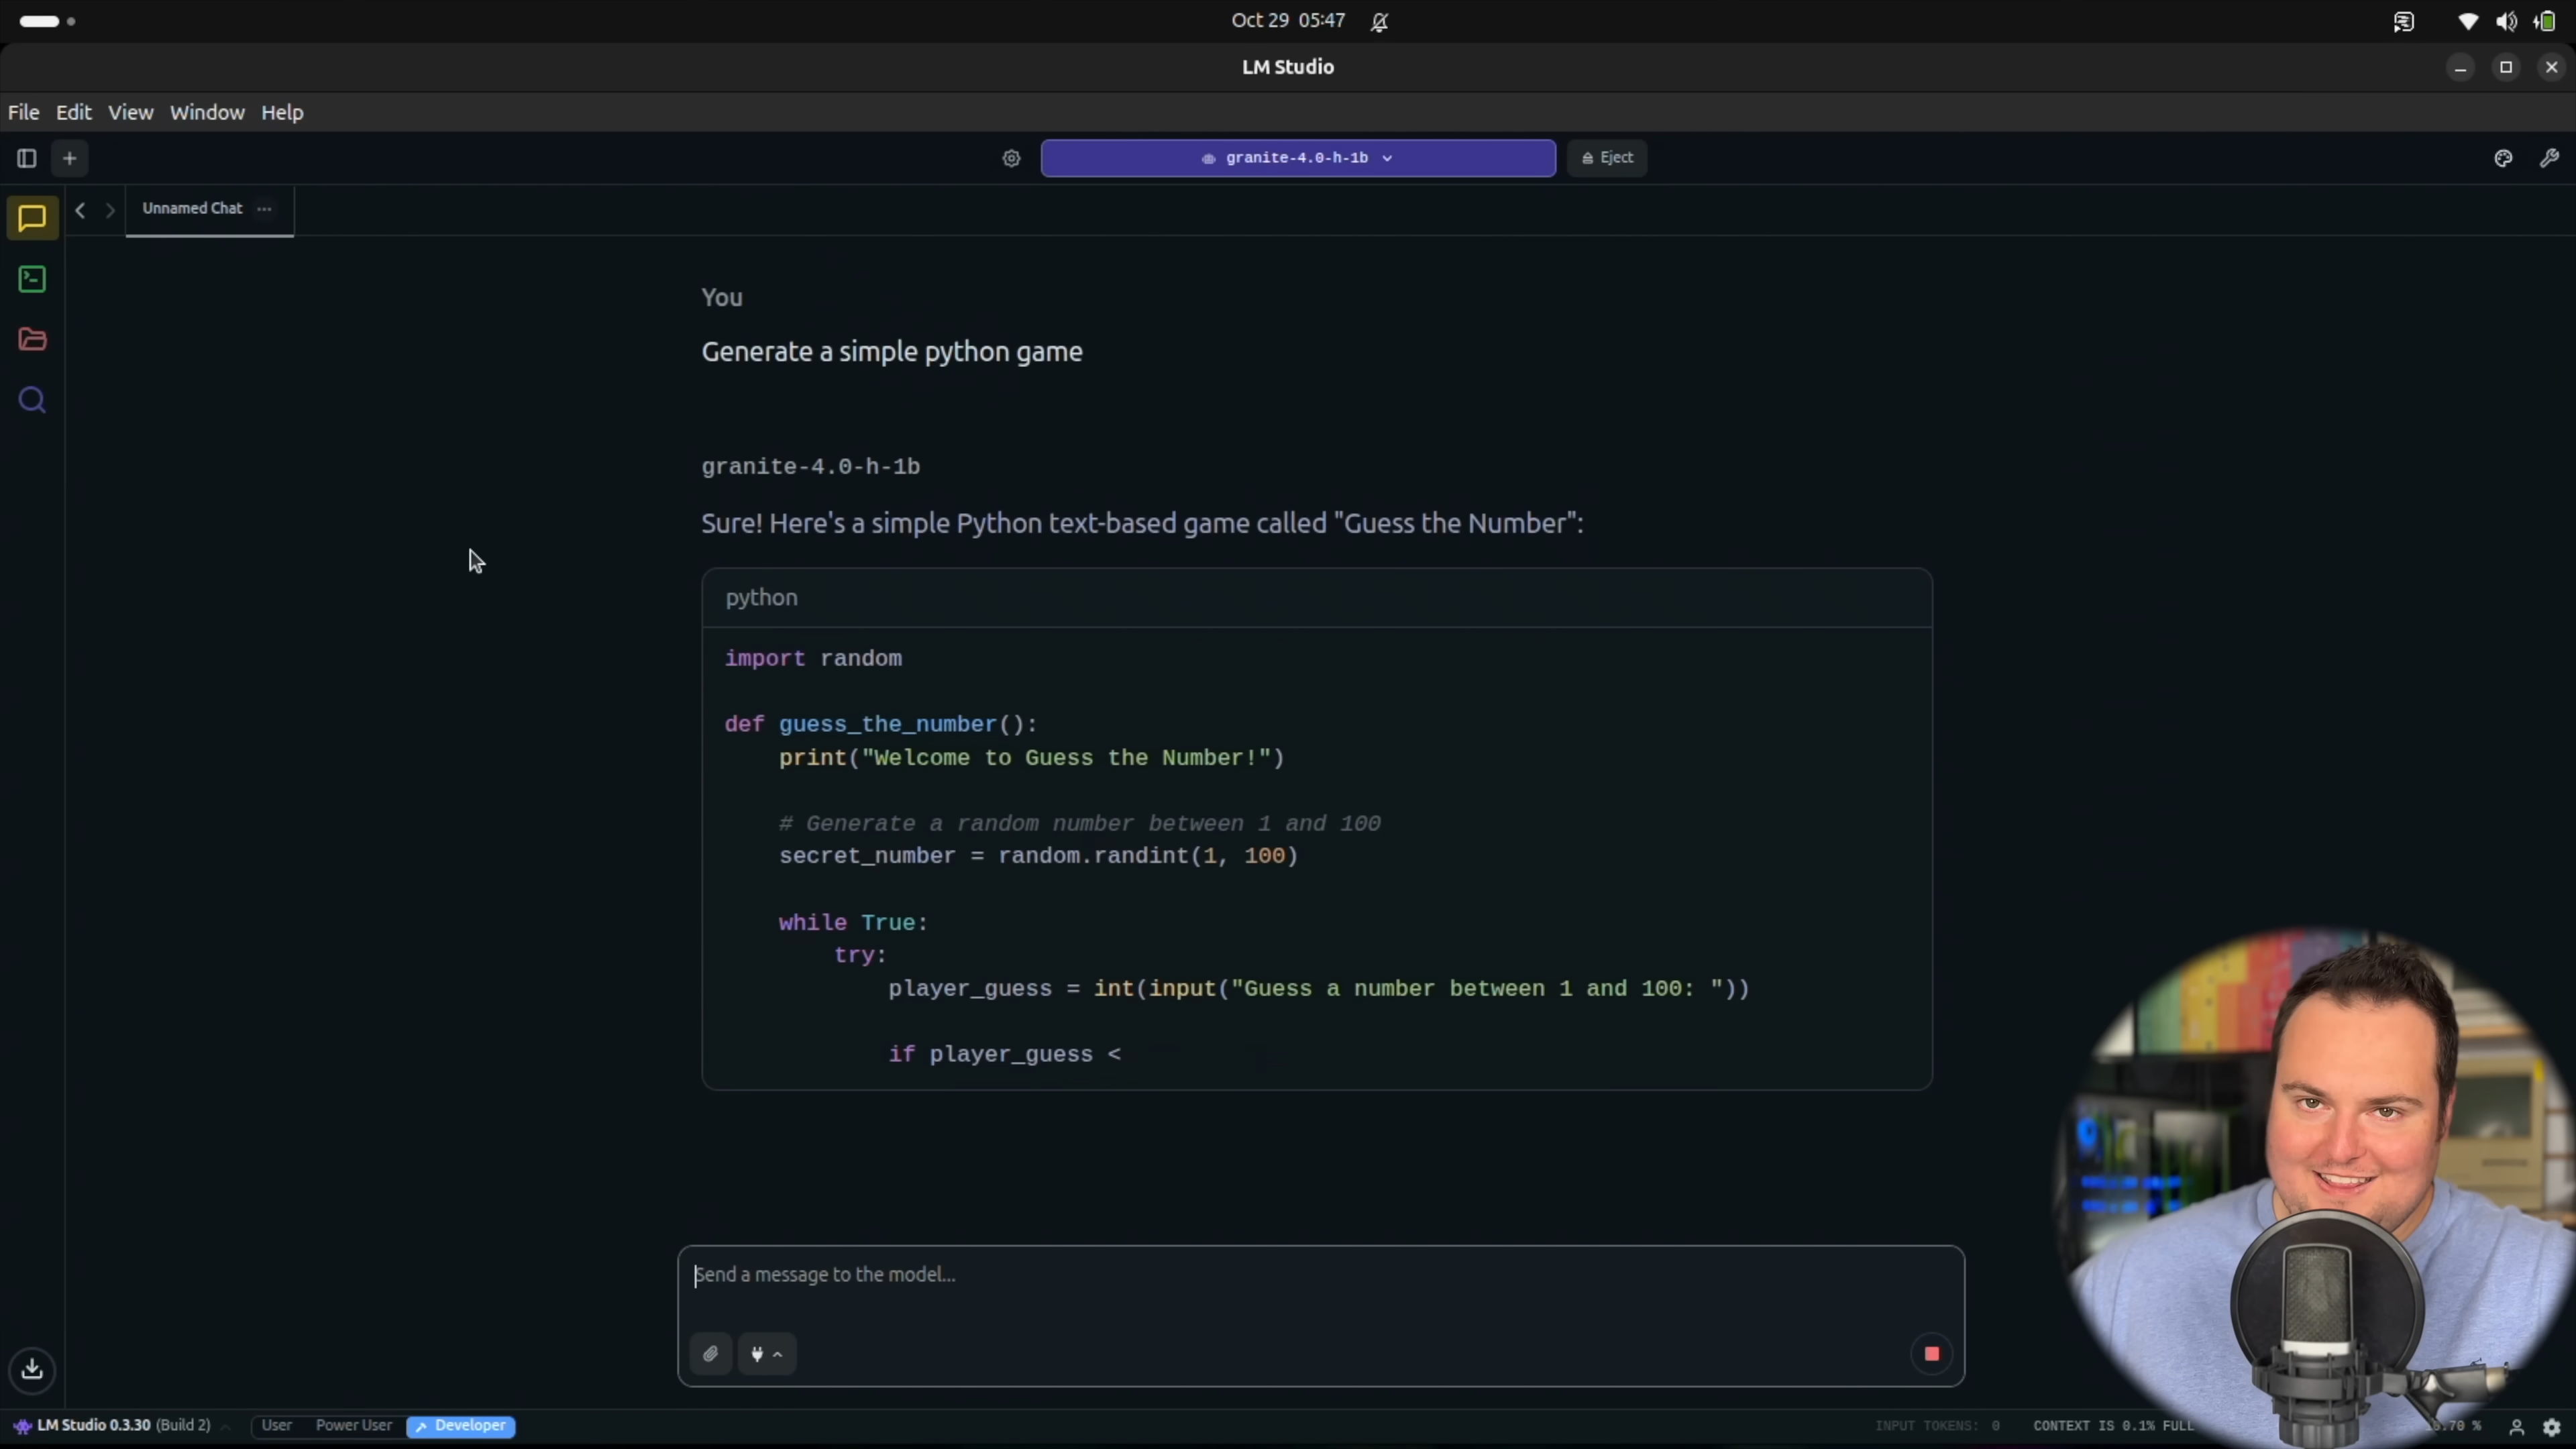 Oct 29 05:47
LM Studio
File Edit View Window Help
granite-4.0-h-1b Eject
Unnamed Chat
You
Generate a simple python game
granite-4.0-h-1b
Sure! Here's a simple Python text-based game called "Guess the Number":
python
import random
def guess_the_number():
print("Welcome to Guess the Number!")
# Generate a random number between 1 and 100
secret_number = random.randint(1, 100)
while True:
try:
player_guess = int(input("Guess a number between 1 and 100: "))
if player_guess <
Send a message to the model...
LM Studio 0.3.30 (Build 2) User Power User Developer INPUT TOKENS: 0 CONTEXT IS 0.1% FULL